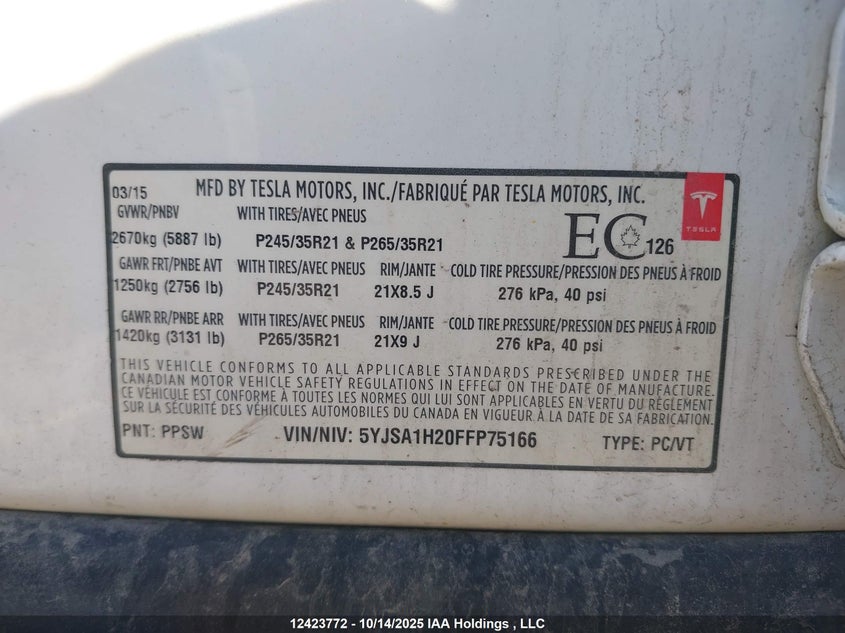 03/15 MFD BY TESLA MOTORS, INC./FABRIQUÉ PAR TESLA MOTORS, INC.
GVWR/PNBV WITH TIRES/AVEC PNEUS
2670kg (5887 lb) P245/35R21 & P265/35R21 EC 126
TESLA
GAWR FRT/PNBE AVT WITH TIRES/AVEC PNEUS RIM/JANTE COLD TIRE PRESSURE/PRESSION DES PNEUS À FROID
1250kg (2756 lb) P245/35R21 21X8.5 J 276 kPa, 40 psi
GAWR RR/PNBE ARR WITH TIRES/AVEC PNEUS RIM/JANTE COLD TIRE PRESSURE/PRESSION DES PNEUS À FROID
1420kg (3131 lb) P265/35R21 21X9 J 276 kPa, 40 psi
THIS VEHICLE CONFORMS TO ALL APPLICABLE STANDARDS PRESCRIBED UNDER THE
CANADIAN MOTOR VEHICLE SAFETY REGULATIONS IN EFFECT ON THE DATE OF MANUFACTURE.
CE VÉHICULE EST CONFORME À TOUTES LES NORMES QUI LUI SONT APPLICABLES EN VERTU DU RÈGLEMENT
SUR LA SÉCURITÉ DES VÉHICULES AUTOMOBILES DU CANADA EN VIGUEUR À LA DATE DE SA FABRICATION.
PNT: PPSW VIN/NIV: 5YJSA1H20FFP75166 TYPE: PC/VT
12423772 - 10/14/2025 IAA Holdings , LLC